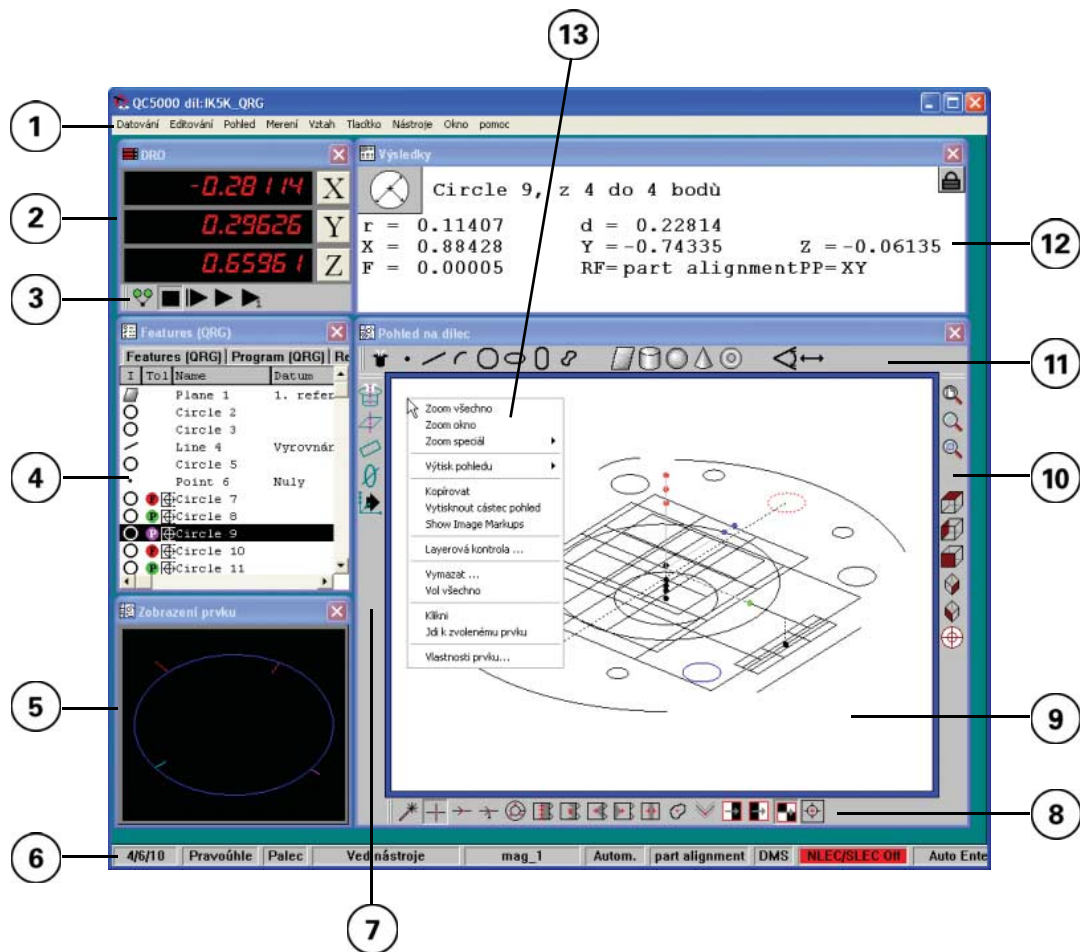 13
QC5000 díl:IK5K_QRG
1
Datování Editování Pohled Merení Vztah Tlacítko Nástroje Okno pomoc
DRO
Výsledky
2
-0.28114 X
0.29626 Y
0.65961 Z
Circle 9, z 4 do 4 bodù
r = 0.11407 d = 0.22814
X = 0.88428 Y =-0.74335 Z =-0.06135
F = 0.00005 RF=part alignmentPP=XY
12
3
1
Features (QRG)
Pohled na dílec
Features (QRG) Program (QRG) Re
11
I Tol Name Datum
Plane 1 1. refer
Circle 2
Circle 3
Line 4 Vyrovnár
Circle 5
Point 6 Nuly
P Circle 7
P Circle 8
P Circle 9
P Circle 10
P Circle 11
4
Zoom všechno
Zoom okno
Zoom speciál
Výtisk pohledu
Kopírovat
Vytisknout cástec pohled
Show Image Markups
Layerová kontrola ...
Vymazat ...
Vol všechno
Klikni
Jdi k zvolenému prvku
Vlastnosti prvku...
10
Zobrazení prvku
5
9
8
6
4/6/10 Pravoúhle Palec Ved.nástroje mag_1 Autom. part alignment DMS NLEC/SLEC Off Auto Ente
7